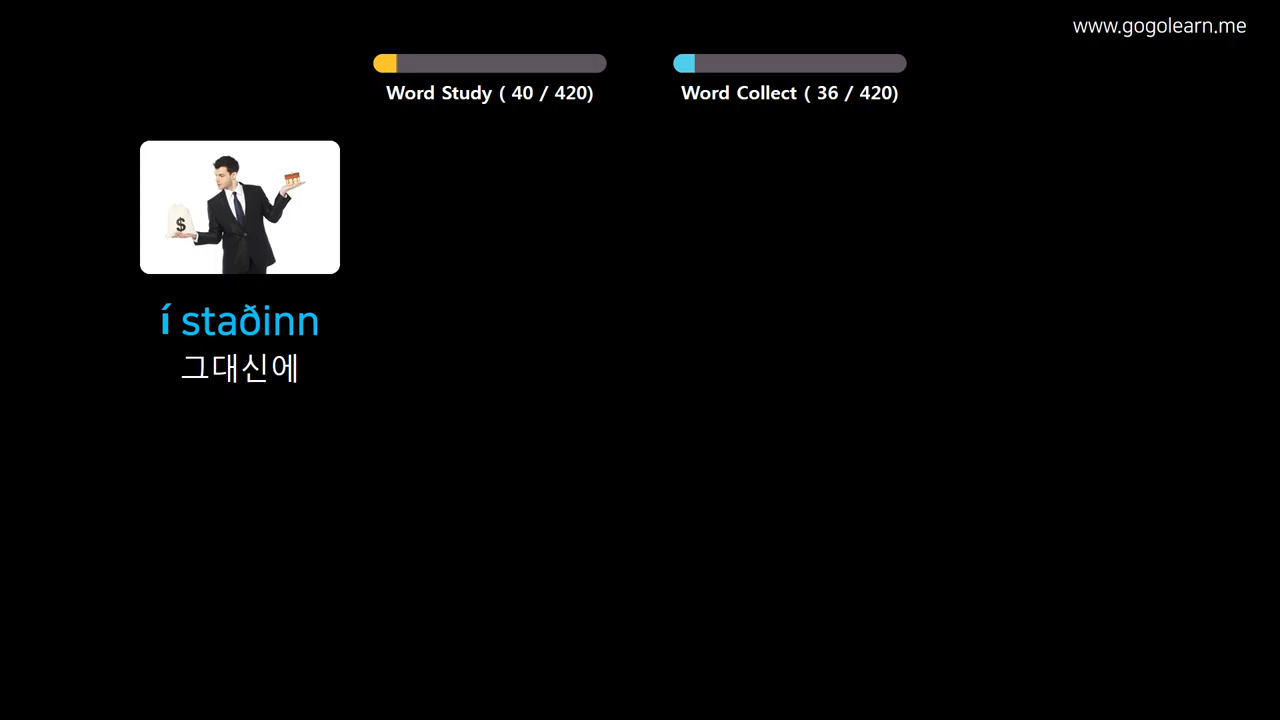 www.gogolearn.me
Word Study ( 40 / 420)
Word Collect ( 36 / 420)
$
í staðinn
그대신에